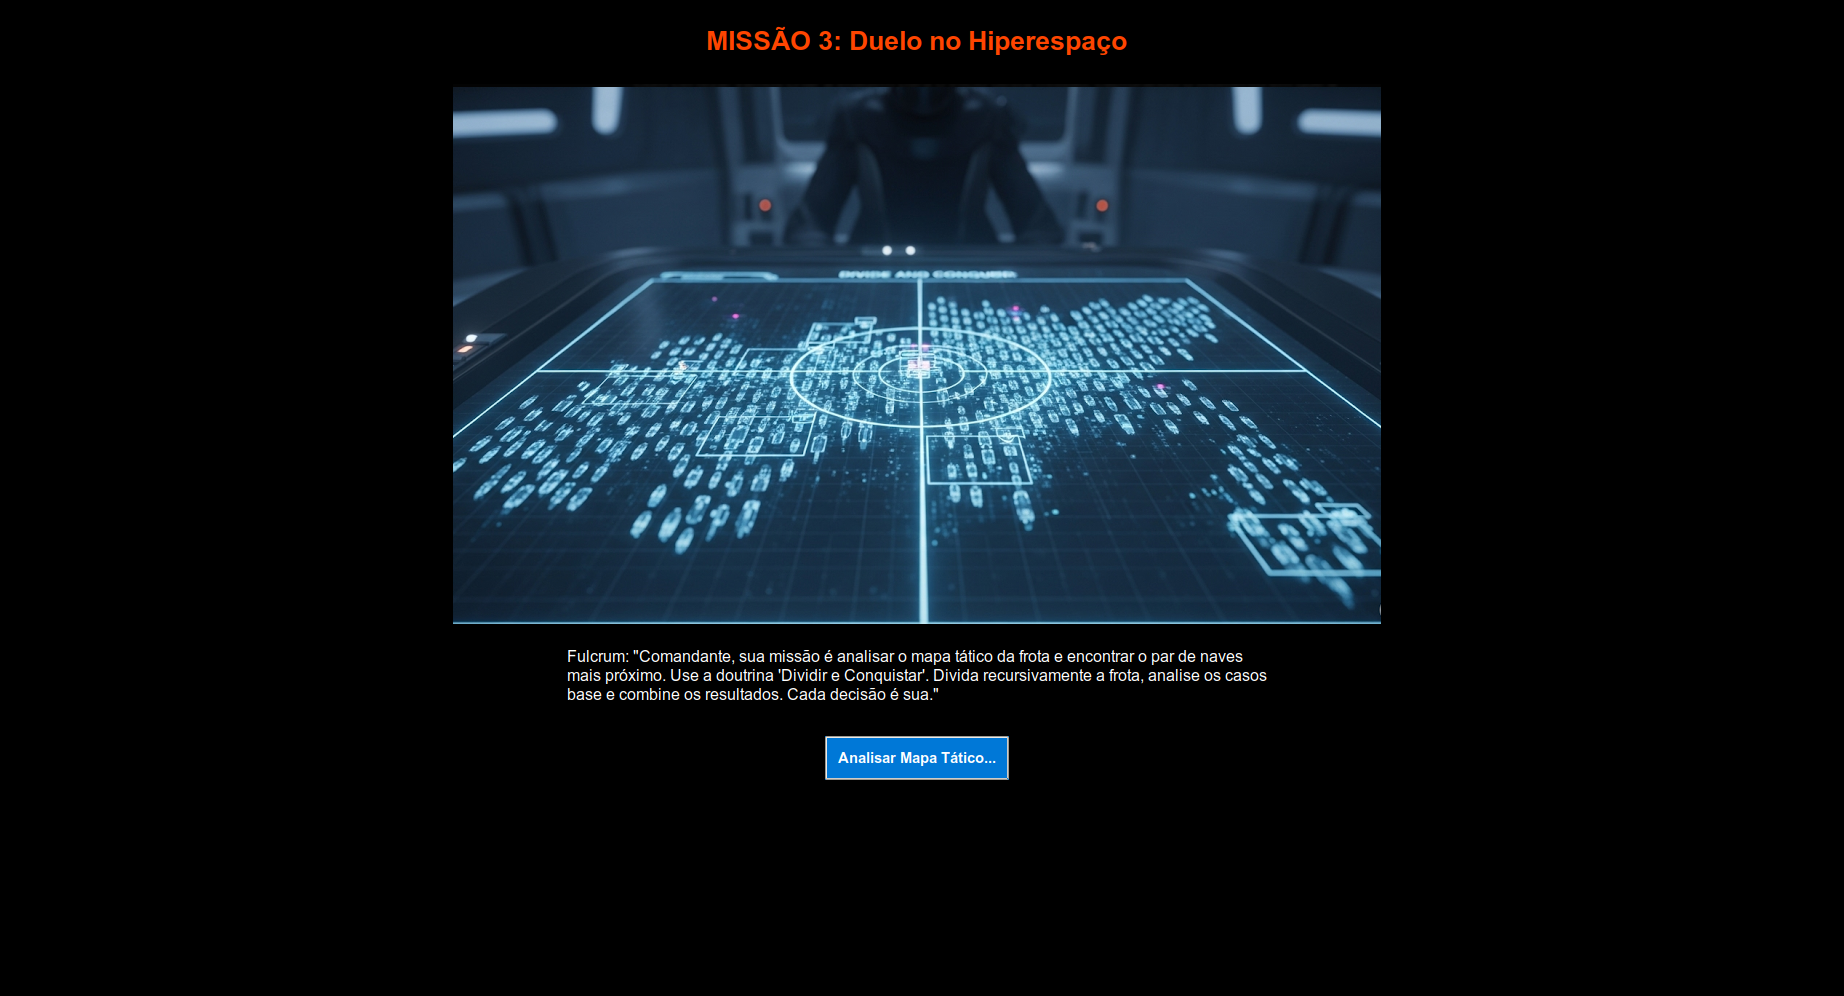 MISSÃO 3: Duelo no Hiperespaço
DIVIDE AND CONQUER
Fulcrum: "Comandante, sua missão é analisar o mapa tático da frota e encontrar o par de naves
mais próximo. Use a doutrina 'Dividir e Conquistar'. Divida recursivamente a frota, analise os casos
base e combine os resultados. Cada decisão é sua."
Analisar Mapa Tático...